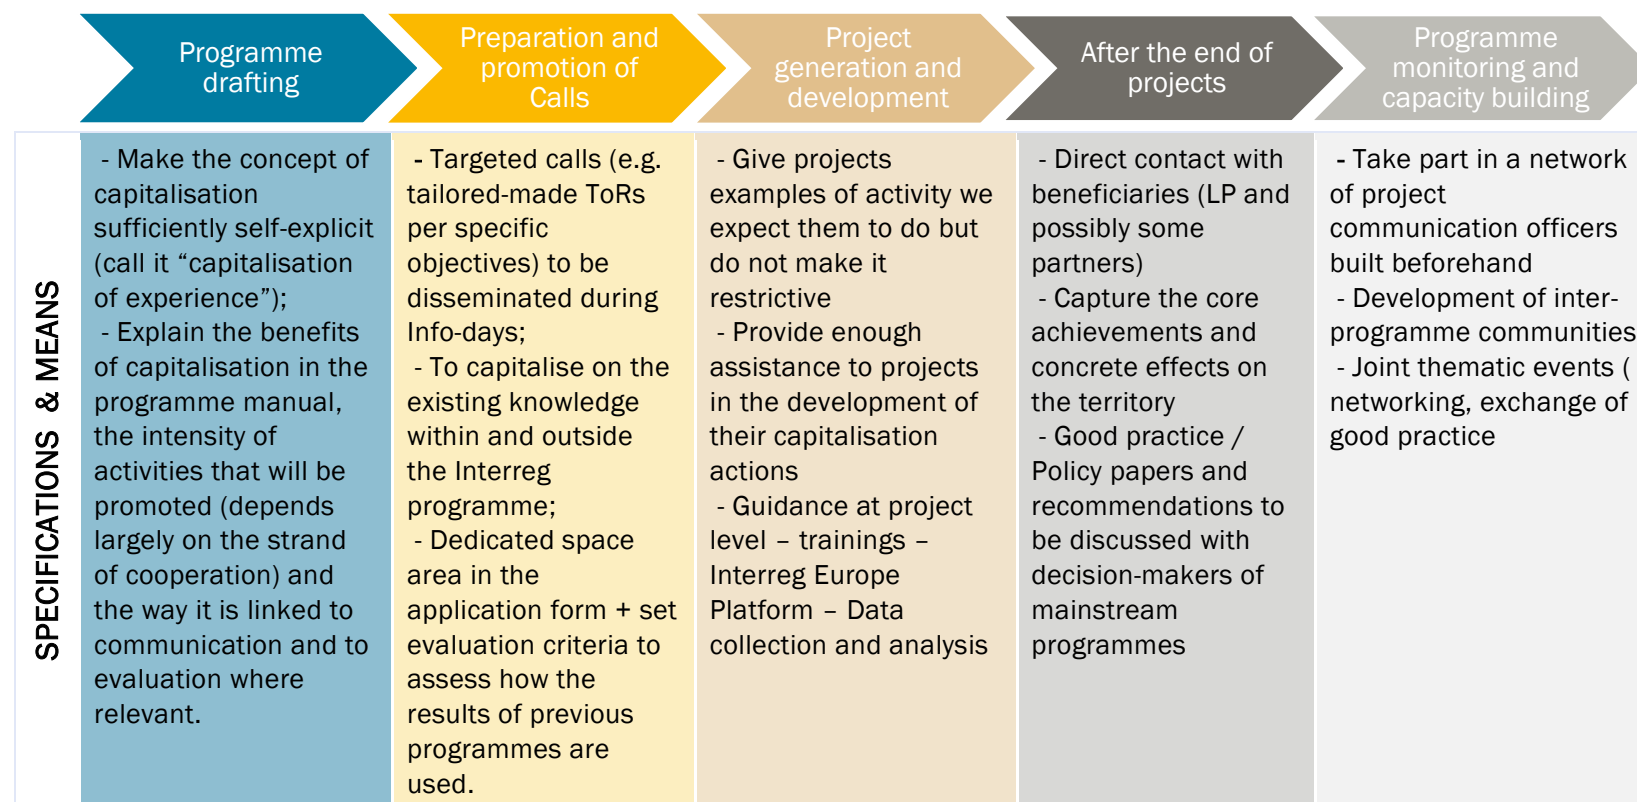 Programme
drafting
Preparation and
promotion of
Calls
Project
generation and
development
After the end of
projects
Programme
monitoring and
capacity building
SPECIFICATIONS & MEANS
- Make the concept of
capitalisation
sufficiently self-explicit
(call it “capitalisation
of experience”);
- Explain the benefits
of capitalisation in the
programme manual,
the intensity of
activities that will be
promoted (depends
largely on the strand
of cooperation) and
the way it is linked to
communication and to
evaluation where
relevant.
- Targeted calls (e.g.
tailored-made ToRs
per specific
objectives) to be
disseminated during
Info-days;
- To capitalise on the
existing knowledge
within and outside
the Interreg
programme;
- Dedicated space
area in the
application form + set
evaluation criteria to
assess how the
results of previous
programmes are
used.
- Give projects
examples of activity we
expect them to do but
do not make it
restrictive
- Provide enough
assistance to projects
in the development of
their capitalisation
actions
- Guidance at project
level – trainings –
Interreg Europe
Platform – Data
collection and analysis
- Direct contact with
beneficiaries (LP and
possibly some
partners)
- Capture the core
achievements and
concrete effects on
the territory
- Good practice /
Policy papers and
recommendations to
be discussed with
decision-makers of
mainstream
programmes
- Take part in a network
of project
communication officers
built beforehand
- Development of inter-
programme communities
- Joint thematic events (
networking, exchange of
good practice